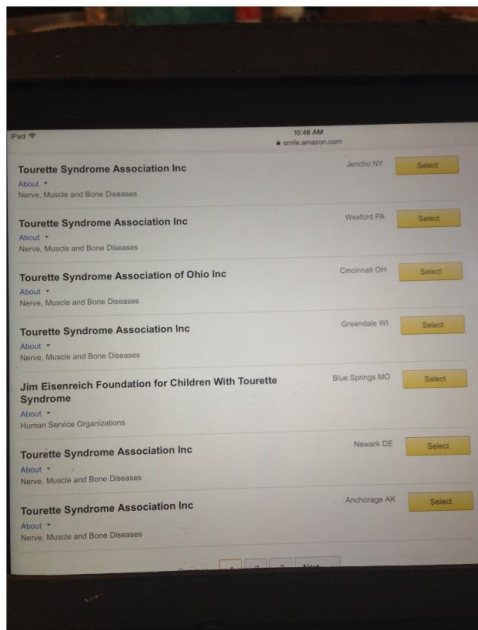 iPad
10:48 AM
smile.amazon.com
Tourette Syndrome Association Inc
Jericho NY
Select
About
Nerve, Muscle and Bone Diseases
Tourette Syndrome Association Inc
Wexford PA
Select
About
Nerve, Muscle and Bone Diseases
Tourette Syndrome Association of Ohio Inc
Cincinnati OH
Select
About
Nerve, Muscle and Bone Diseases
Tourette Syndrome Association Inc
Greendale WI
Select
About
Nerve, Muscle and Bone Diseases
Jim Eisenreich Foundation for Children With Tourette
Syndrome
Blue Springs MO
Select
About
Human Service Organizations
Tourette Syndrome Association Inc
Newark DE
Select
About
Nerve, Muscle and Bone Diseases
Tourette Syndrome Association Inc
Anchorage AK
Select
About
Nerve, Muscle and Bone Diseases